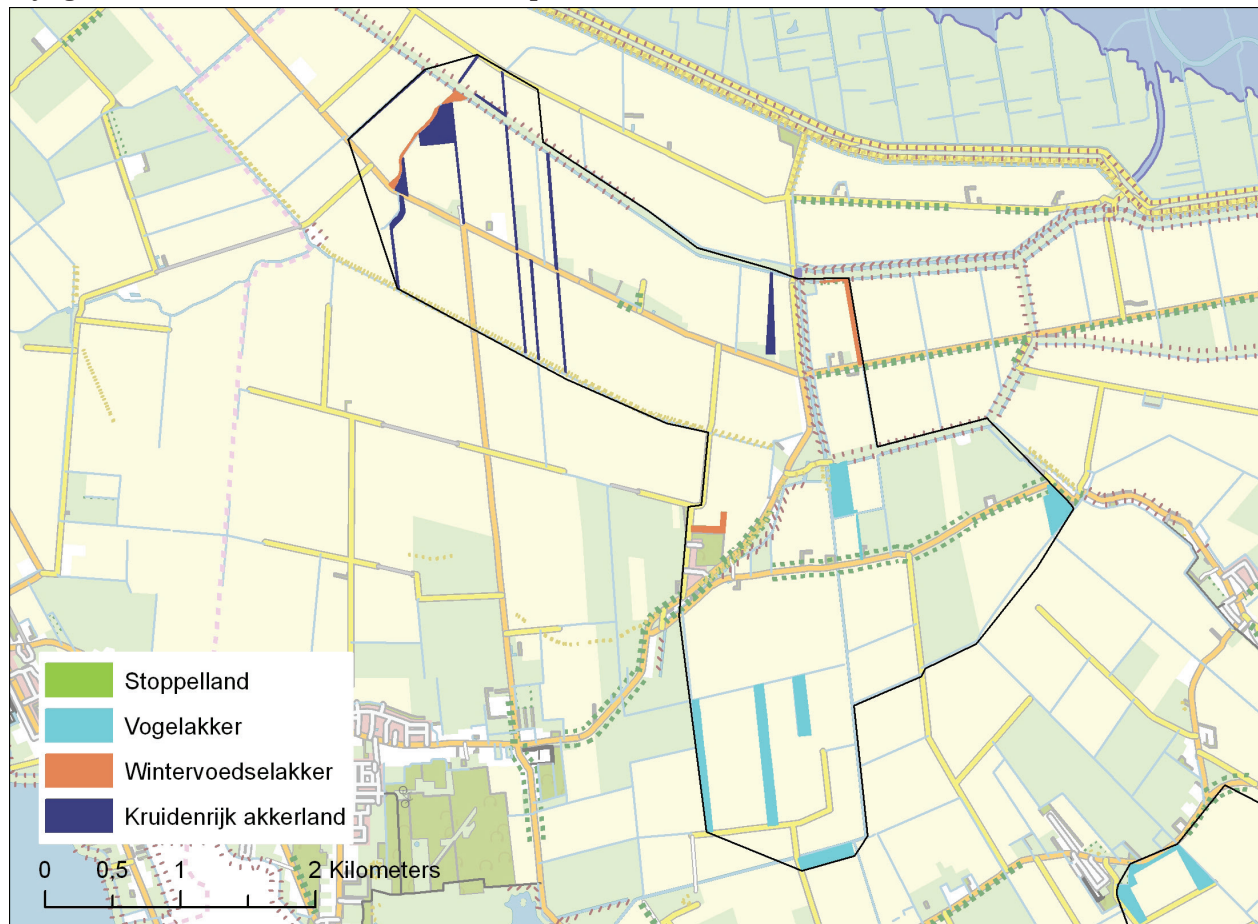 Stoppelland
Vogelakker
Wintervoedselakker
Kruidenrijk akkerland
0 0,5 1 2 Kilometers